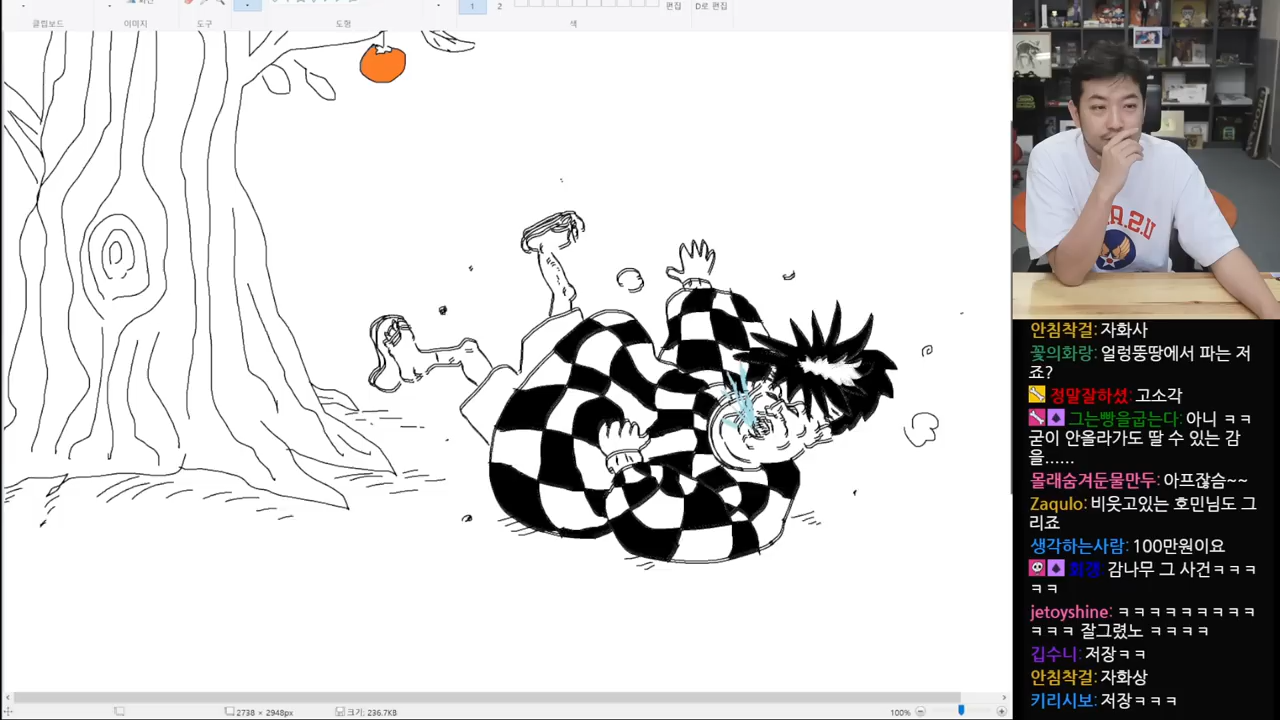 1
2
편집
D로 편집
클립보드
이미지
도구
도형
색
U.S.A
안침착걸: 자화사
꽃의화랑: 얼렁뚱땅에서 파는 저
죠?
정말잘하셨: 고소각
그는빵을굽는다: 아니 ㅋㅋ
굳이 안올라가도 딸 수 있는 감
을......
몰래숨겨둔물만두: 아프잖슴~~
Zaqulo: 비웃고있는 호민님도 그
리죠
생각하는사람: 100만원이요
감나무 그 사건ㅋㅋㅋ
ㅋㅋ
jetoyshine: ㅋㅋㅋㅋㅋㅋㅋㅋㅋ
ㅋㅋㅋ 잘그렸노 ㅋㅋㅋㅋ
깁수니: 저장ㅋㅋ
안침착걸: 자화상
키리시보: 저장ㅋㅋㅋ
2738 × 2948px
크기: 236.7KB
100%